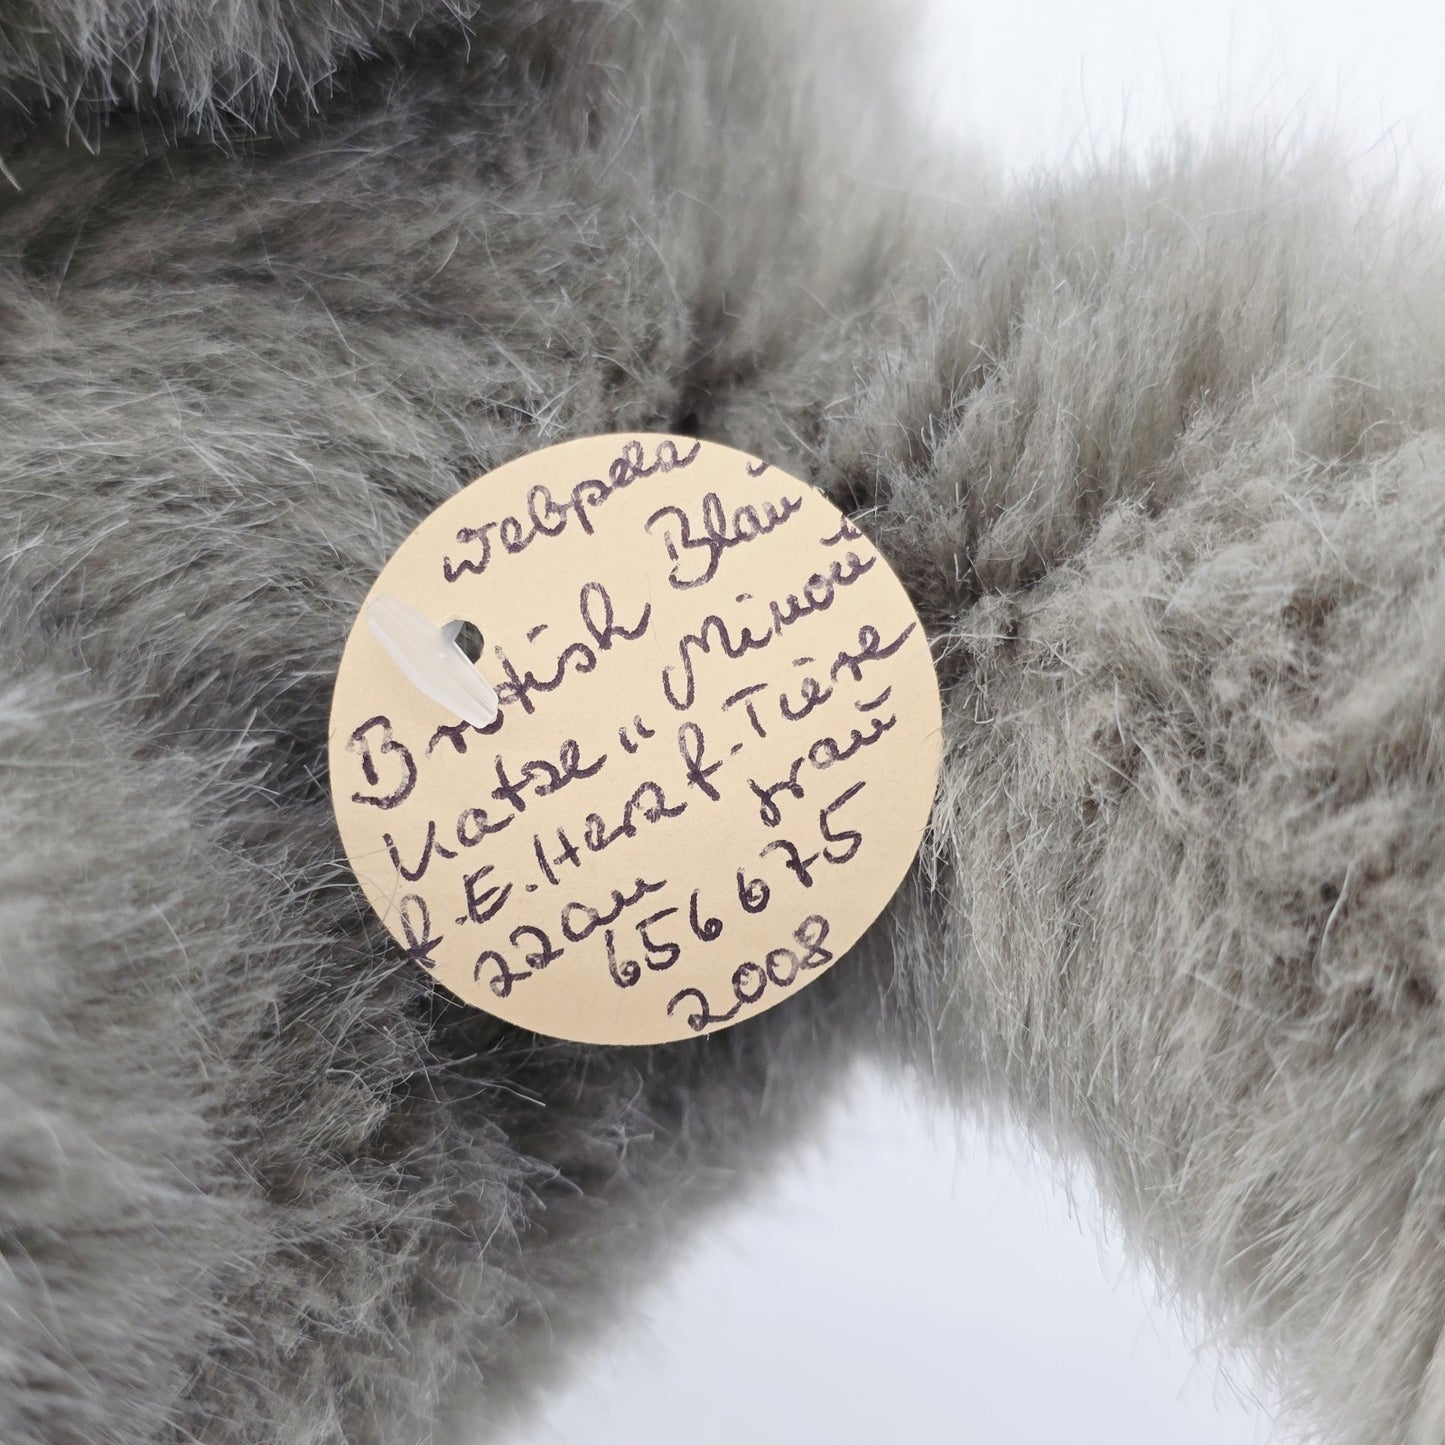 Webpelz
British Blau
Katze "Minou"
R.E. Herz R.-Tiere
22cm grau
656675
2008